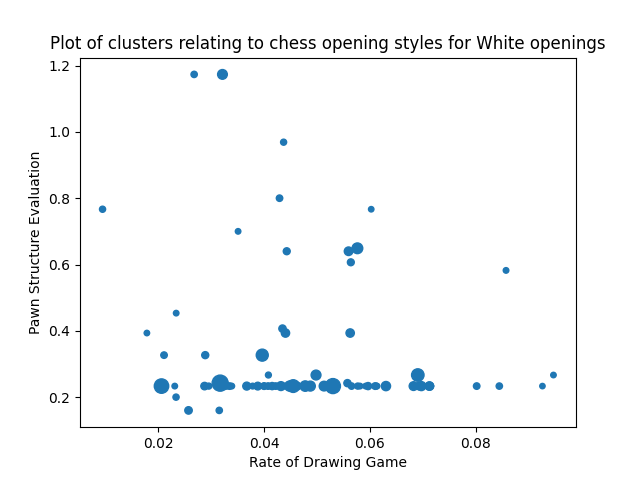 Plot of clusters relating to chess opening styles for White openings
1.2
1.0
0.8
0.6
0.4
0.2
Pawn Structure Evaluation
0.02 0.04 0.06 0.08
Rate of Drawing Game